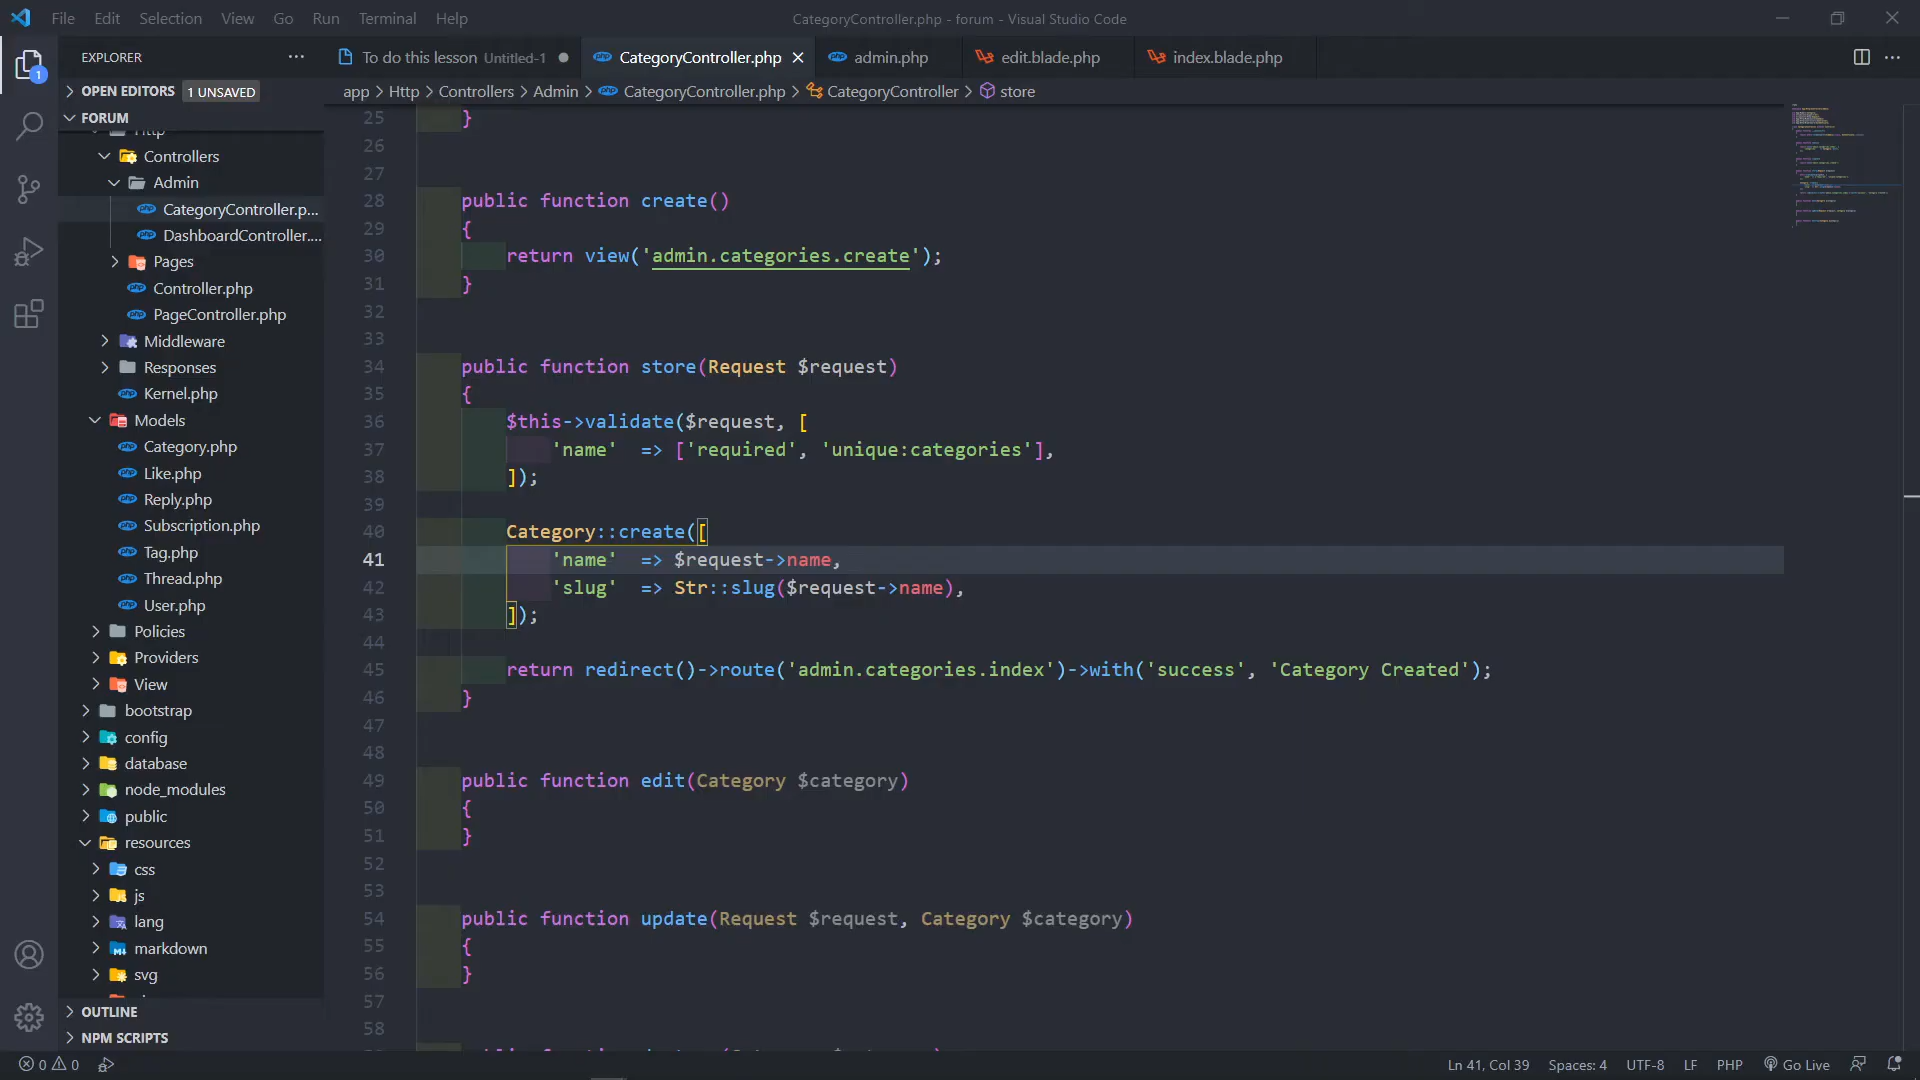 File Edit Selection View Go Run Terminal Help
CategoryController.php - forum - Visual Studio Code
EXPLORER
To do this lesson Untitled-1
CategoryController.php
admin.php
edit.blade.php
index.blade.php
1
OPEN EDITORS 1 UNSAVED
app > Http > Controllers > Admin > CategoryController.php > CategoryController > store
FORUM
Http
Controllers
Admin
CategoryController.p...
DashboardController....
Pages
Controller.php
PageController.php
Middleware
Responses
Kernel.php
Models
Category.php
Like.php
Reply.php
Subscription.php
Tag.php
Thread.php
User.php
Policies
Providers
View
bootstrap
config
database
node_modules
public
resources
css
js
lang
markdown
svg
OUTLINE
NPM SCRIPTS
25 }
26
27
28 public function create()
29 {
30 return view('admin.categories.create');
31 }
32
33
34 public function store(Request $request)
35 {
36 $this->validate($request, [
37 'name' => ['required', 'unique:categories'],
38 ]);
39
40 Category::create([
41 'name' => $request->name,
42 'slug' => Str::slug($request->name),
43 ]);
44
45 return redirect()->route('admin.categories.index')->with('success', 'Category Created');
46 }
47
48
49 public function edit(Category $category)
50 {
51 }
52
53
54 public function update(Request $request, Category $category)
55 {
56 }
57
58
0 0
Ln 41, Col 39 Spaces: 4 UTF-8 LF PHP Go Live